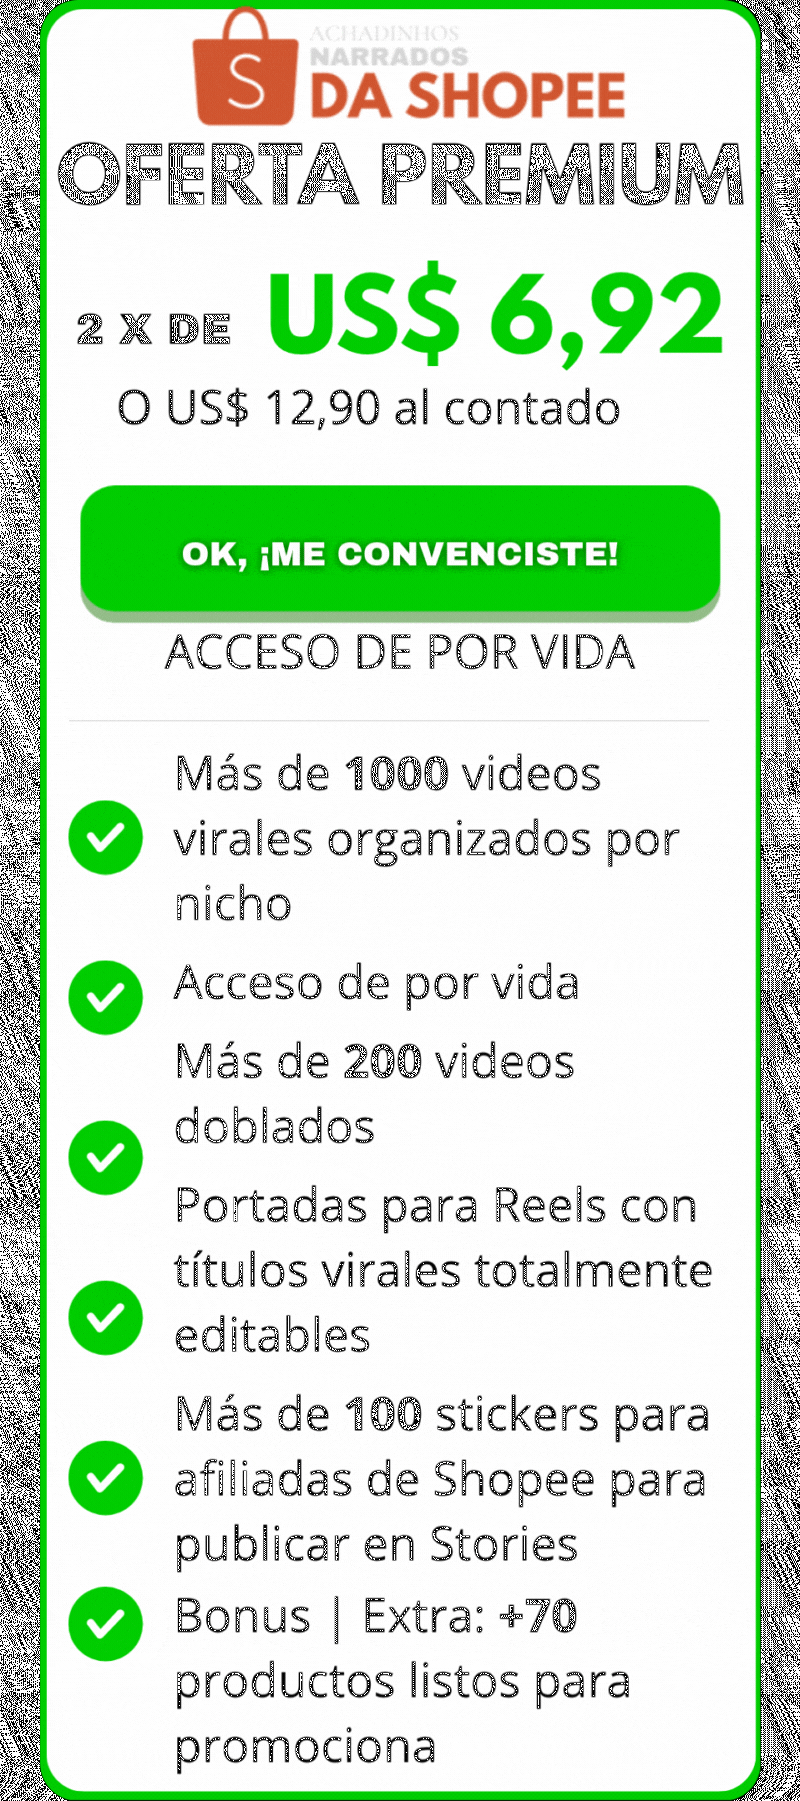 ACHADINHOS
NARRADOS
DA SHOPEE
OFERTA PREMIUM
2 X DE US$ 6,92
O US$ 12,90 al contado
OK, ¡ME CONVENCISTE!
ACCESO DE POR VIDA
Más de 1000 videos
virales organizados por
nicho
Acceso de por vida
Más de 200 videos
doblados
Portadas para Reels con
títulos virales totalmente
editables
Más de 100 stickers para
afiliadas de Shopee para
publicar en Stories
Bonus | Extra: +70
productos listos para
promociona